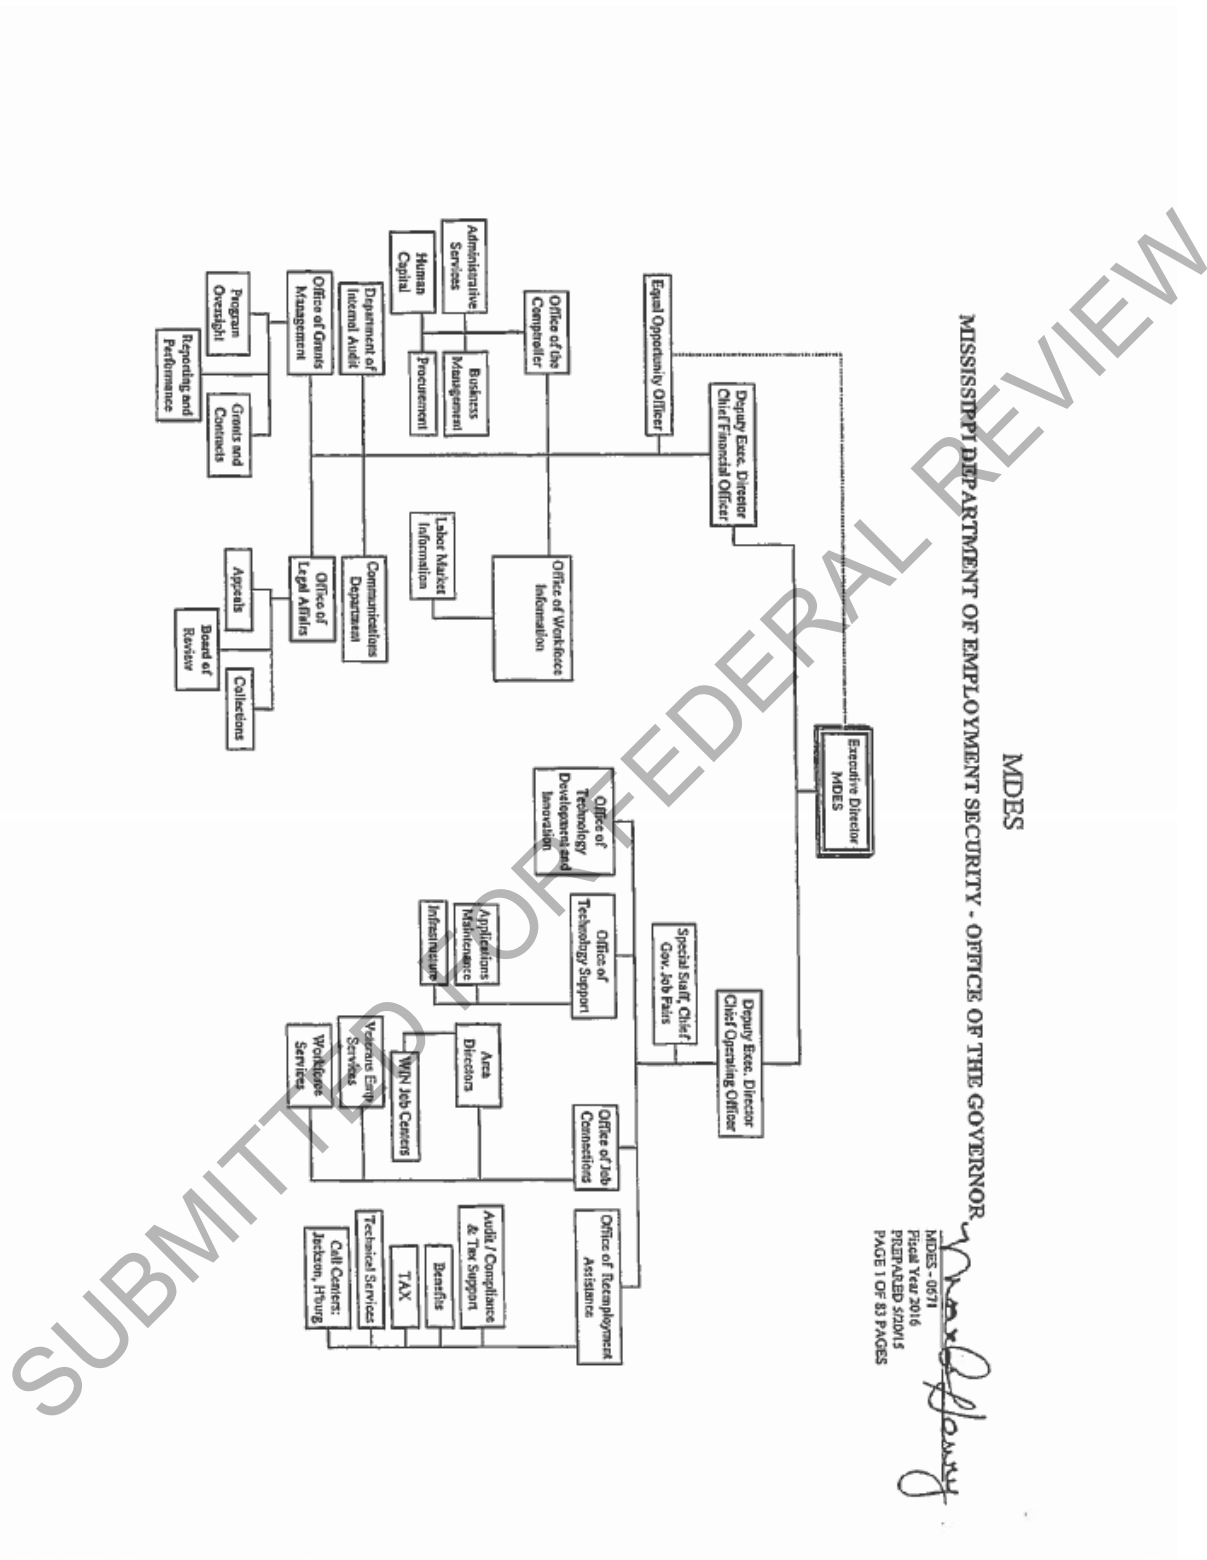 MDES
MISSISSIPPI DEPARTMENT OF EMPLOYMENT SECURITY - OFFICE OF THE GOVERNOR
MDES - 0671
Fiscal Year 2016
PREPARED 5/20/15
PAGE 1 OF 83 PAGES
Executive Director
MDES
Deputy Exec. Director
Chief Financial Officer
Deputy Exec. Director
Chief Operating Officer
Equal Opportunity Officer
Special Staff, Chief
Gov. Job Fairs
Office of the
Comptroller
Office of Workforce
Information
Administrative
Services
Business
Management
Human
Capital
Procurement
Labor Market
Information
Department of
Internal Audit
Communications
Department
Office of Grants
Management
Office of
Legal Affairs
Program
Oversight
Grants and
Contracts
Reporting and
Performance
Appeals
Collections
Board of
Review
Office of
Technology
Development and
Innovation
Office of
Technology Support
Applications
Maintenance
Infrastructure
Office of Job
Connections
Area
Directors
WIN Job Centers
Veterans Emp
Services
Workforce
Services
Office of Reemployment
Assistance
Audit / Compliance
& Tax Support
Benefits
TAX
Technical Services
Call Centers:
Jackson, H'burg
SUBMITTED FOR FEDERAL REVIEW